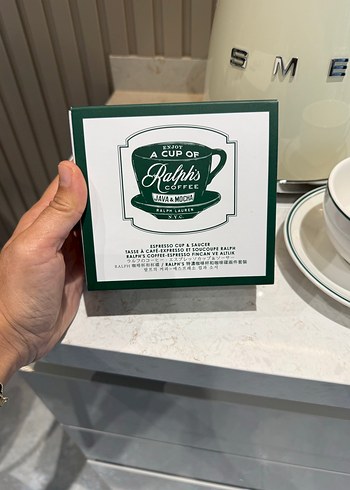 SME
ENJOY
A CUP OF
Ralph's
COFFEE
JAVA & MOCHA
RALPH LAUREN
N.Y.C.
ESPRESSO CUP & SAUCER
TASSE À CAFÉ-EXPRESSO ET SOUCOUPE RALPH
RALPH'S COFFEE-ESPRESSO FINCAN VE ALTLIK